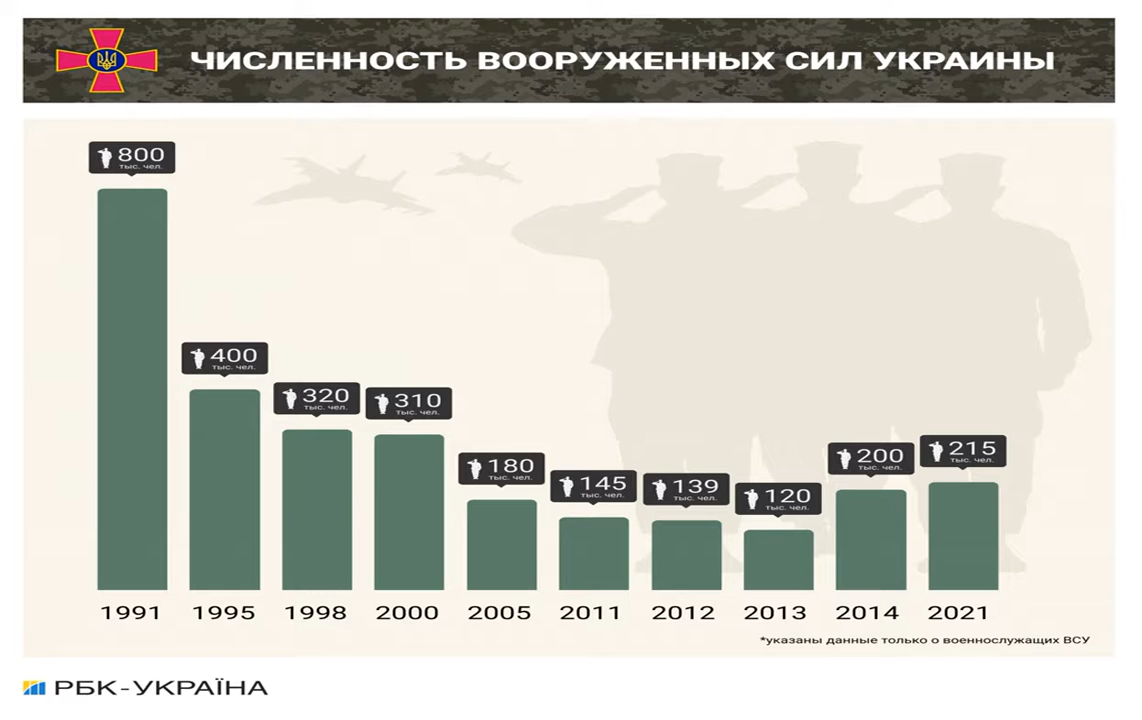 ЧИСЛЕННОСТЬ ВООРУЖЕННЫХ СИЛ УКРАИНЫ
800
тыс. чел.
400
тыс. чел.
320
тыс. чел.
310
тыс. чел.
180
тыс. чел.
145
тыс. чел.
139
тыс. чел.
120
тыс. чел.
200
тыс. чел.
215
тыс. чел.
1991 1995 1998 2000 2005 2011 2012 2013 2014 2021
*указаны данные только о военнослужащих ВСУ
РБК-УКРАЇНА